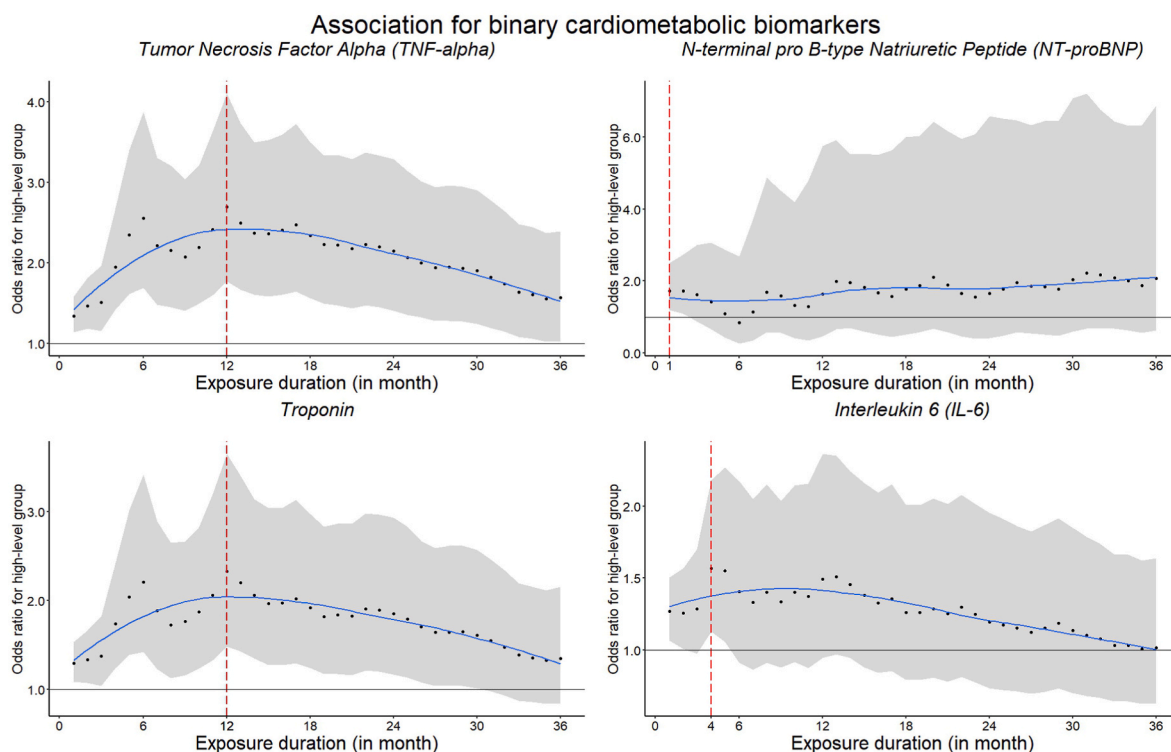 Association for binary cardiometabolic biomarkers
Tumor Necrosis Factor Alpha (TNF-alpha)
Odds ratio for high-level group
4.0
3.0
2.0
1.0
0 6 12 18 24 30 36
Exposure duration (in month)
N-terminal pro B-type Natriuretic Peptide (NT-proBNP)
Odds ratio for high-level group
6.0
4.0
2.0
1.0
0.0
0 1 6 12 18 24 30 36
Exposure duration (in month)
Troponin
Odds ratio for high-level group
3.0
2.0
1.0
0 6 12 18 24 30 36
Exposure duration (in month)
Interleukin 6 (IL-6)
Odds ratio for high-level group
2.0
1.5
1.0
0 4 6 12 18 24 30 36
Exposure duration (in month)